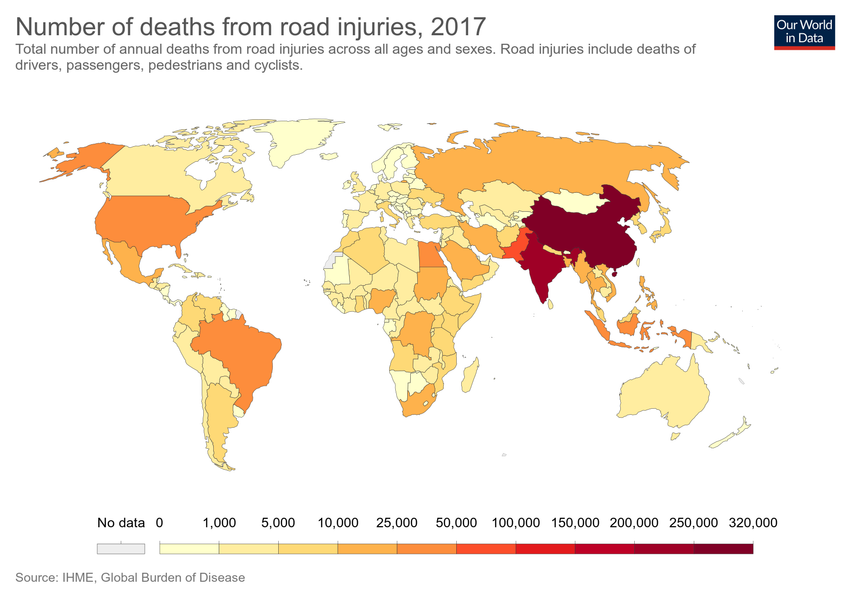 Number of deaths from road injuries, 2017
Our World
in Data
Total number of annual deaths from road injuries across all ages and sexes. Road injuries include deaths of
drivers, passengers, pedestrians and cyclists.
No data 0 1,000 5,000 10,000 25,000 50,000 100,000 150,000 200,000 250,000 320,000
Source: IHME, Global Burden of Disease